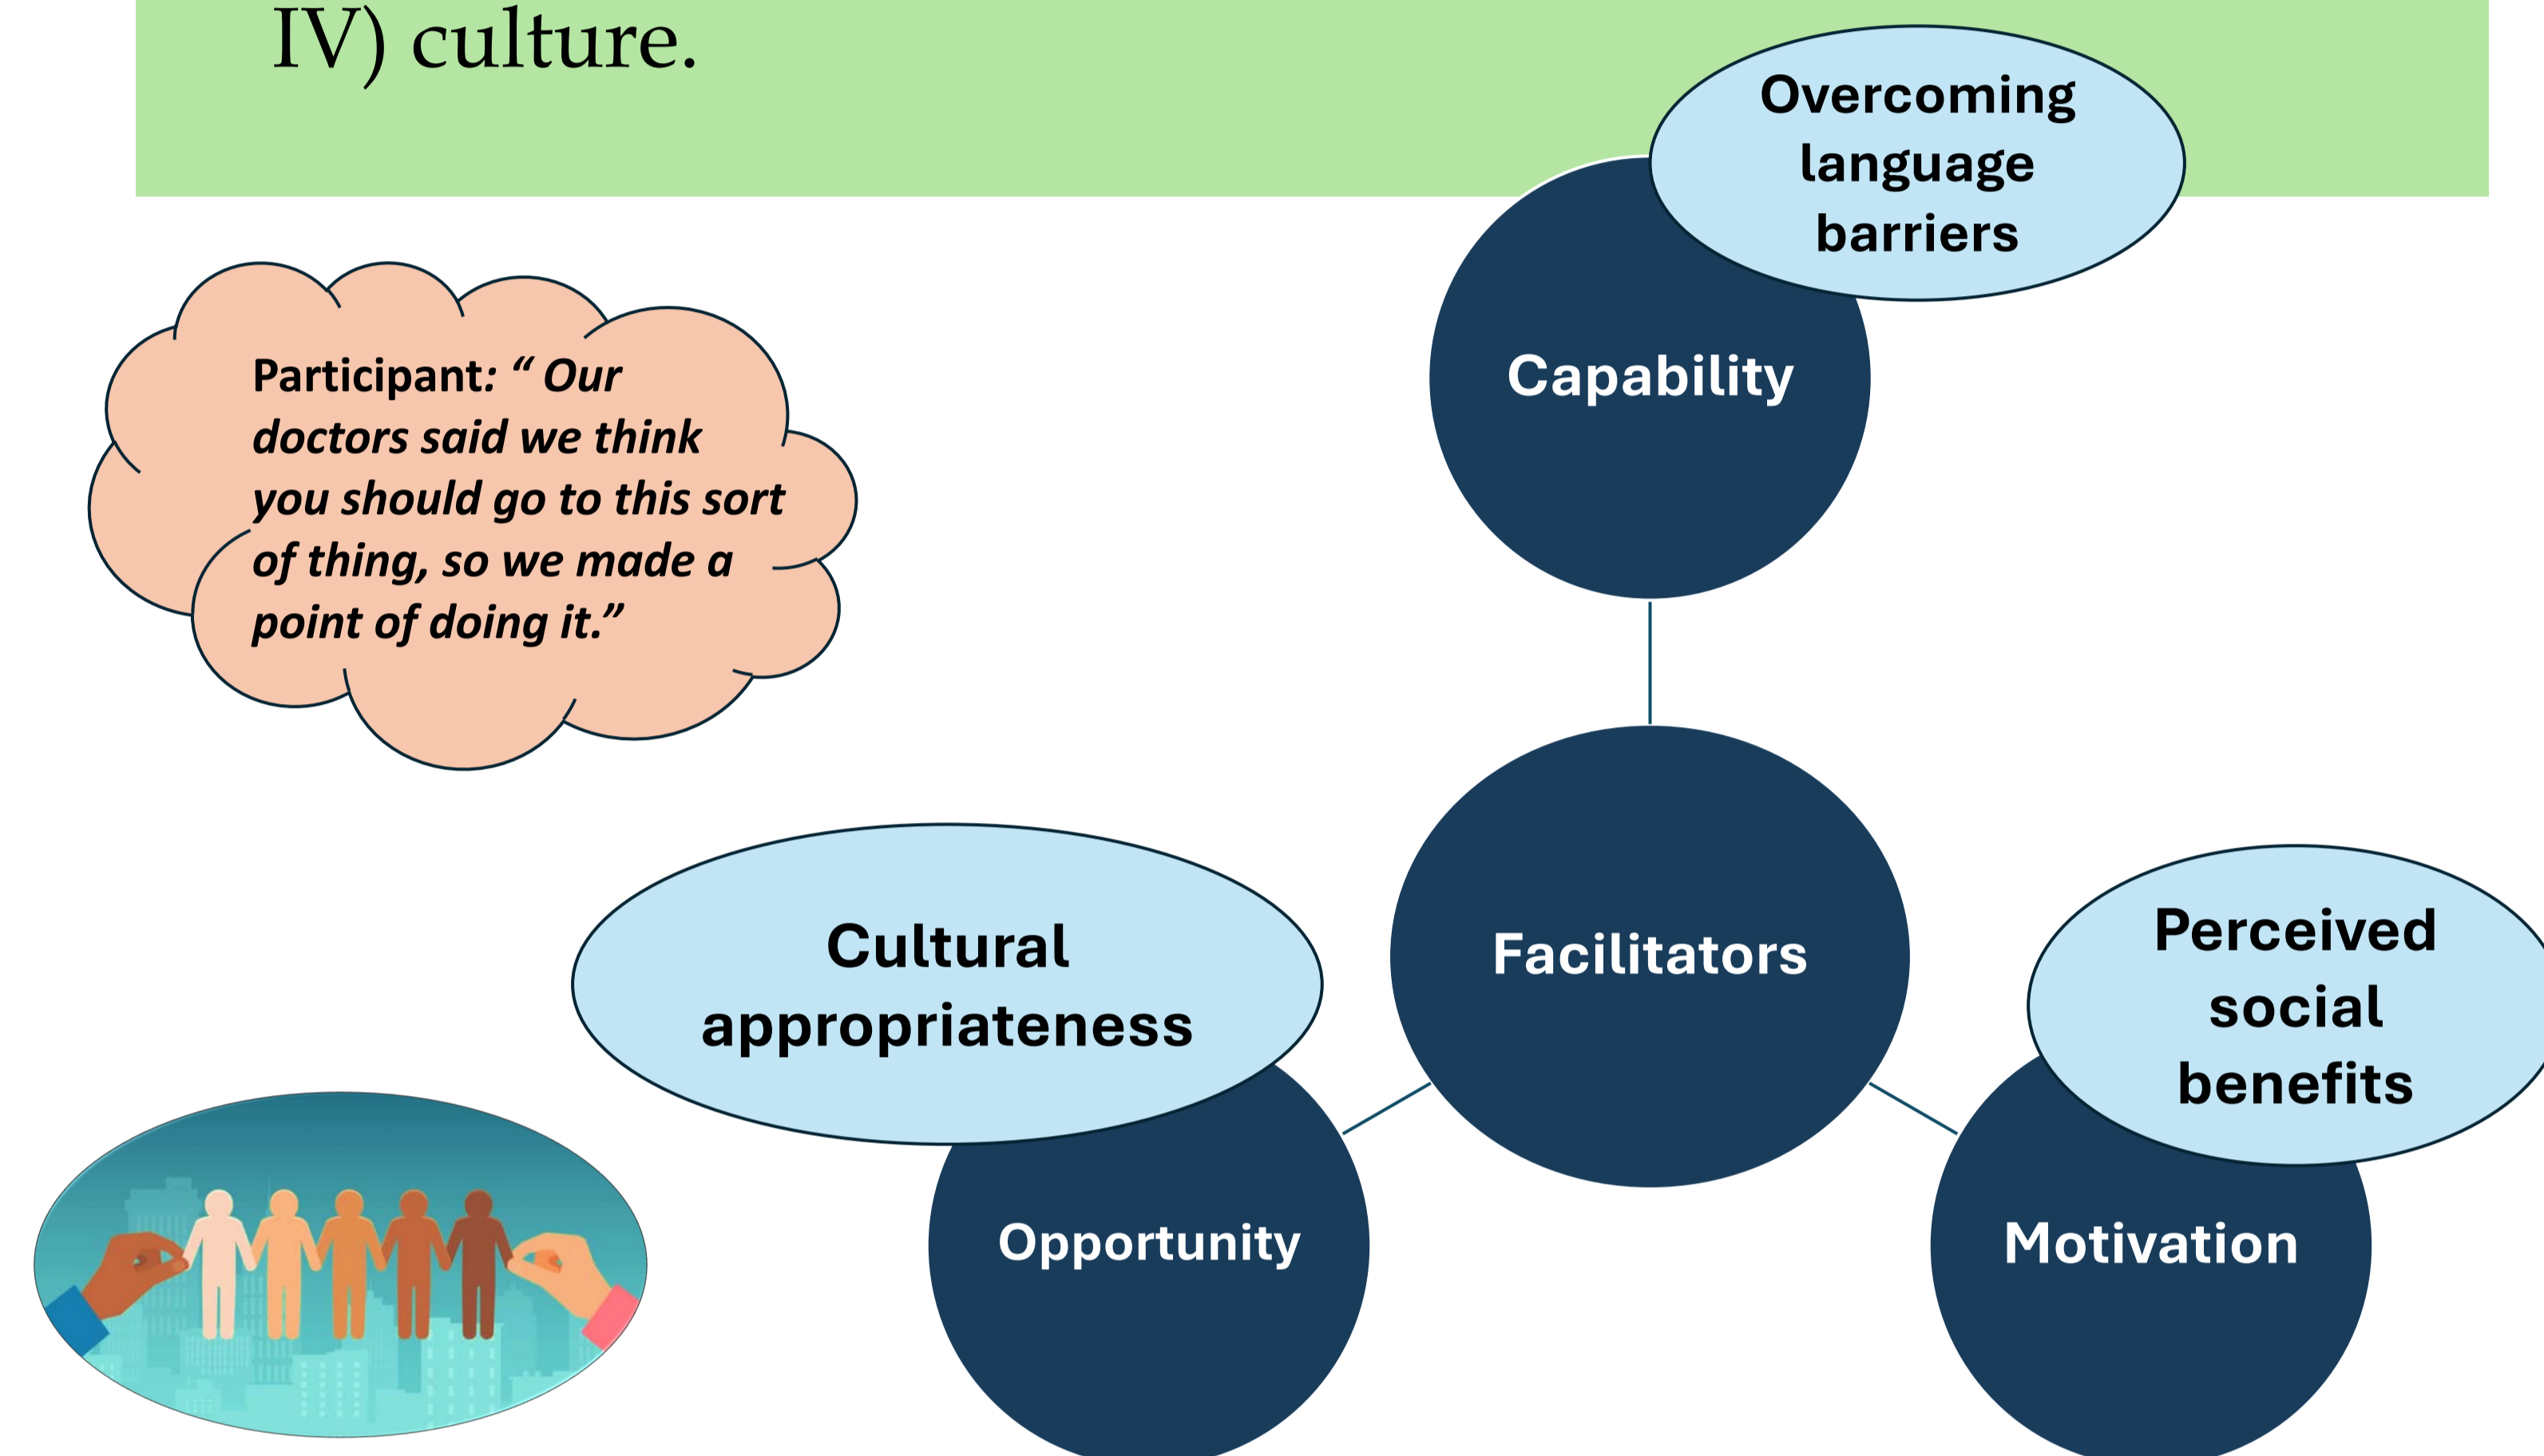 IV) culture.
Overcoming
language
barriers
Capability
Participant: “ Our
doctors said we think
you should go to this sort
of thing, so we made a
point of doing it.”
Facilitators
Cultural
appropriateness
Perceived
social
benefits
Opportunity
Motivation